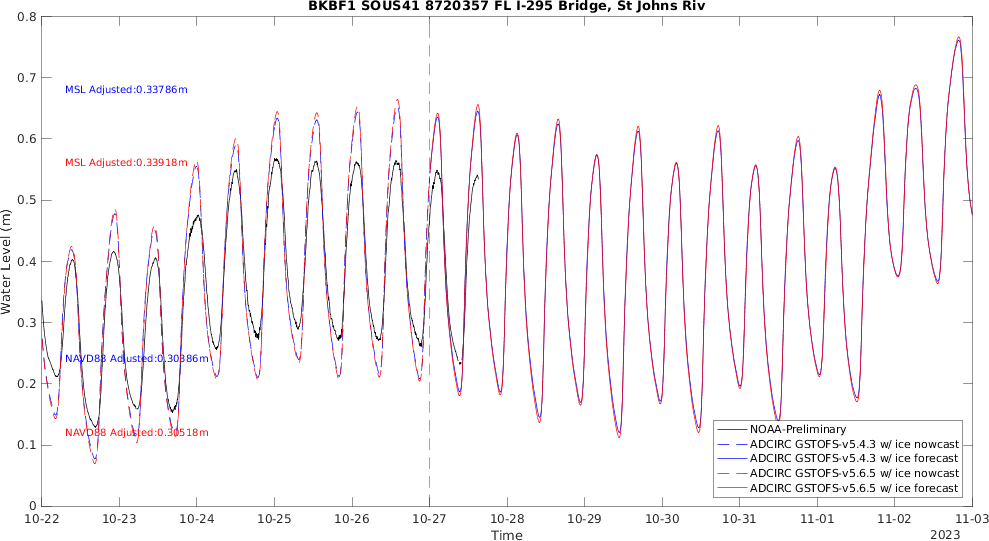 BKBF1 SOUS41 8720357 FL I-295 Bridge, St Johns Riv
0.8
0.7
0.6
0.5
0.4
0.3
0.2
0.1
0
Water Level (m)
MSL Adjusted:0.33786m
MSL Adjusted:0.33918m
NAVD88 Adjusted:0.30386m
NAVD88 Adjusted:0.30518m
NOAA-Preliminary
ADCIRC GSTOFS-v5.4.3 w/ ice nowcast
ADCIRC GSTOFS-v5.4.3 w/ ice forecast
ADCIRC GSTOFS-v5.6.5 w/ ice nowcast
ADCIRC GSTOFS-v5.6.5 w/ ice forecast
10-22 10-23 10-24 10-25 10-26 10-27 10-28 10-29 10-30 10-31 11-01 11-02 11-03
Time
2023